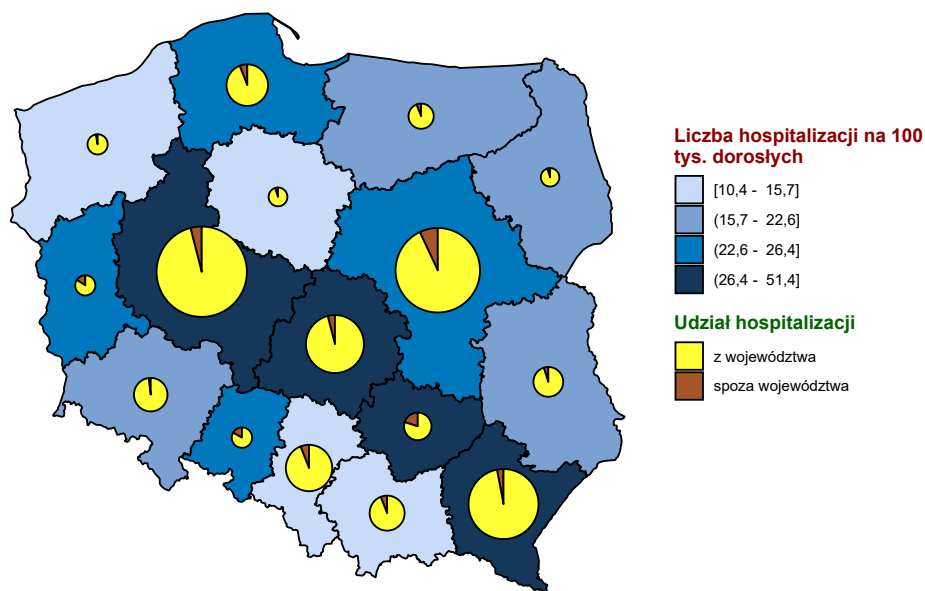 Liczba hospitalizacji na 100
tys. dorosłych
[10,4 - 15,7]
(15,7 - 22,6]
(22,6 - 26,4]
(26,4 - 51,4]
Udział hospitalizacji
z województwa
spoza województwa